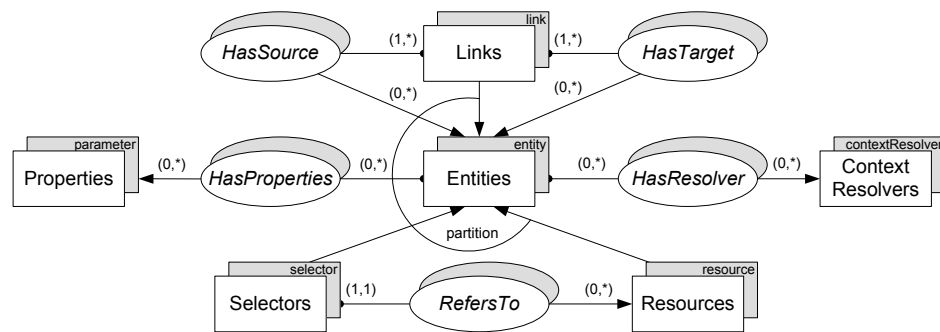 link
HasSource
(1,*)
Links
(1,*)
HasTarget
(0,*)
(0,*)
parameter
entity
contextResolver
Properties
(0,*)
HasProperties
(0,*)
Entities
(0,*)
HasResolver
(0,*)
Context
Resolvers
partition
selector
resource
Selectors
(1,1)
RefersTo
(0,*)
Resources